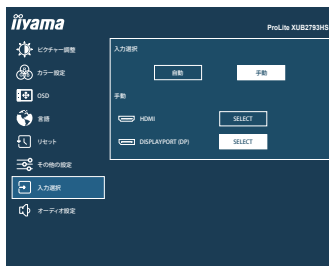 iiyama
ProLite XUB2793HS
ピクチャー調整
カラー設定
OSD
言語
リセット
その他の設定
入力選択
オーディオ設定
入力選択
自動 手動
手動
HDMI SELECT
DISPLAYPORT (DP) SELECT